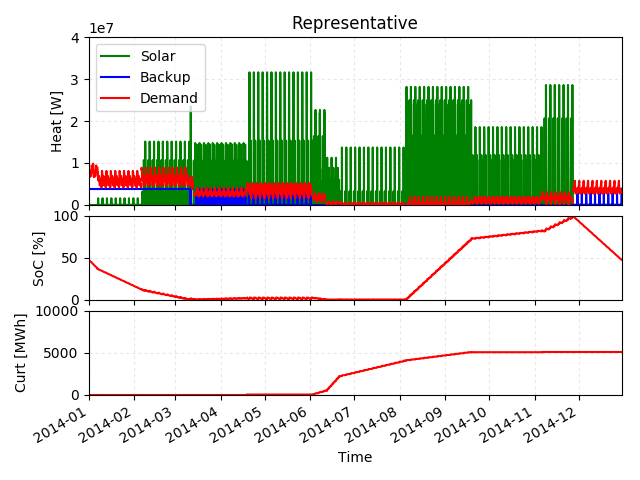 Representative
1e7
4
3
2
1
0
Heat [W]
Solar
Backup
Demand
100
50
0
SoC [%]
10000
5000
0
Curt [MWh]
2014-01
2014-02
2014-03
2014-04
2014-05
2014-06
2014-07
2014-08
2014-09
2014-10
2014-11
2014-12
Time